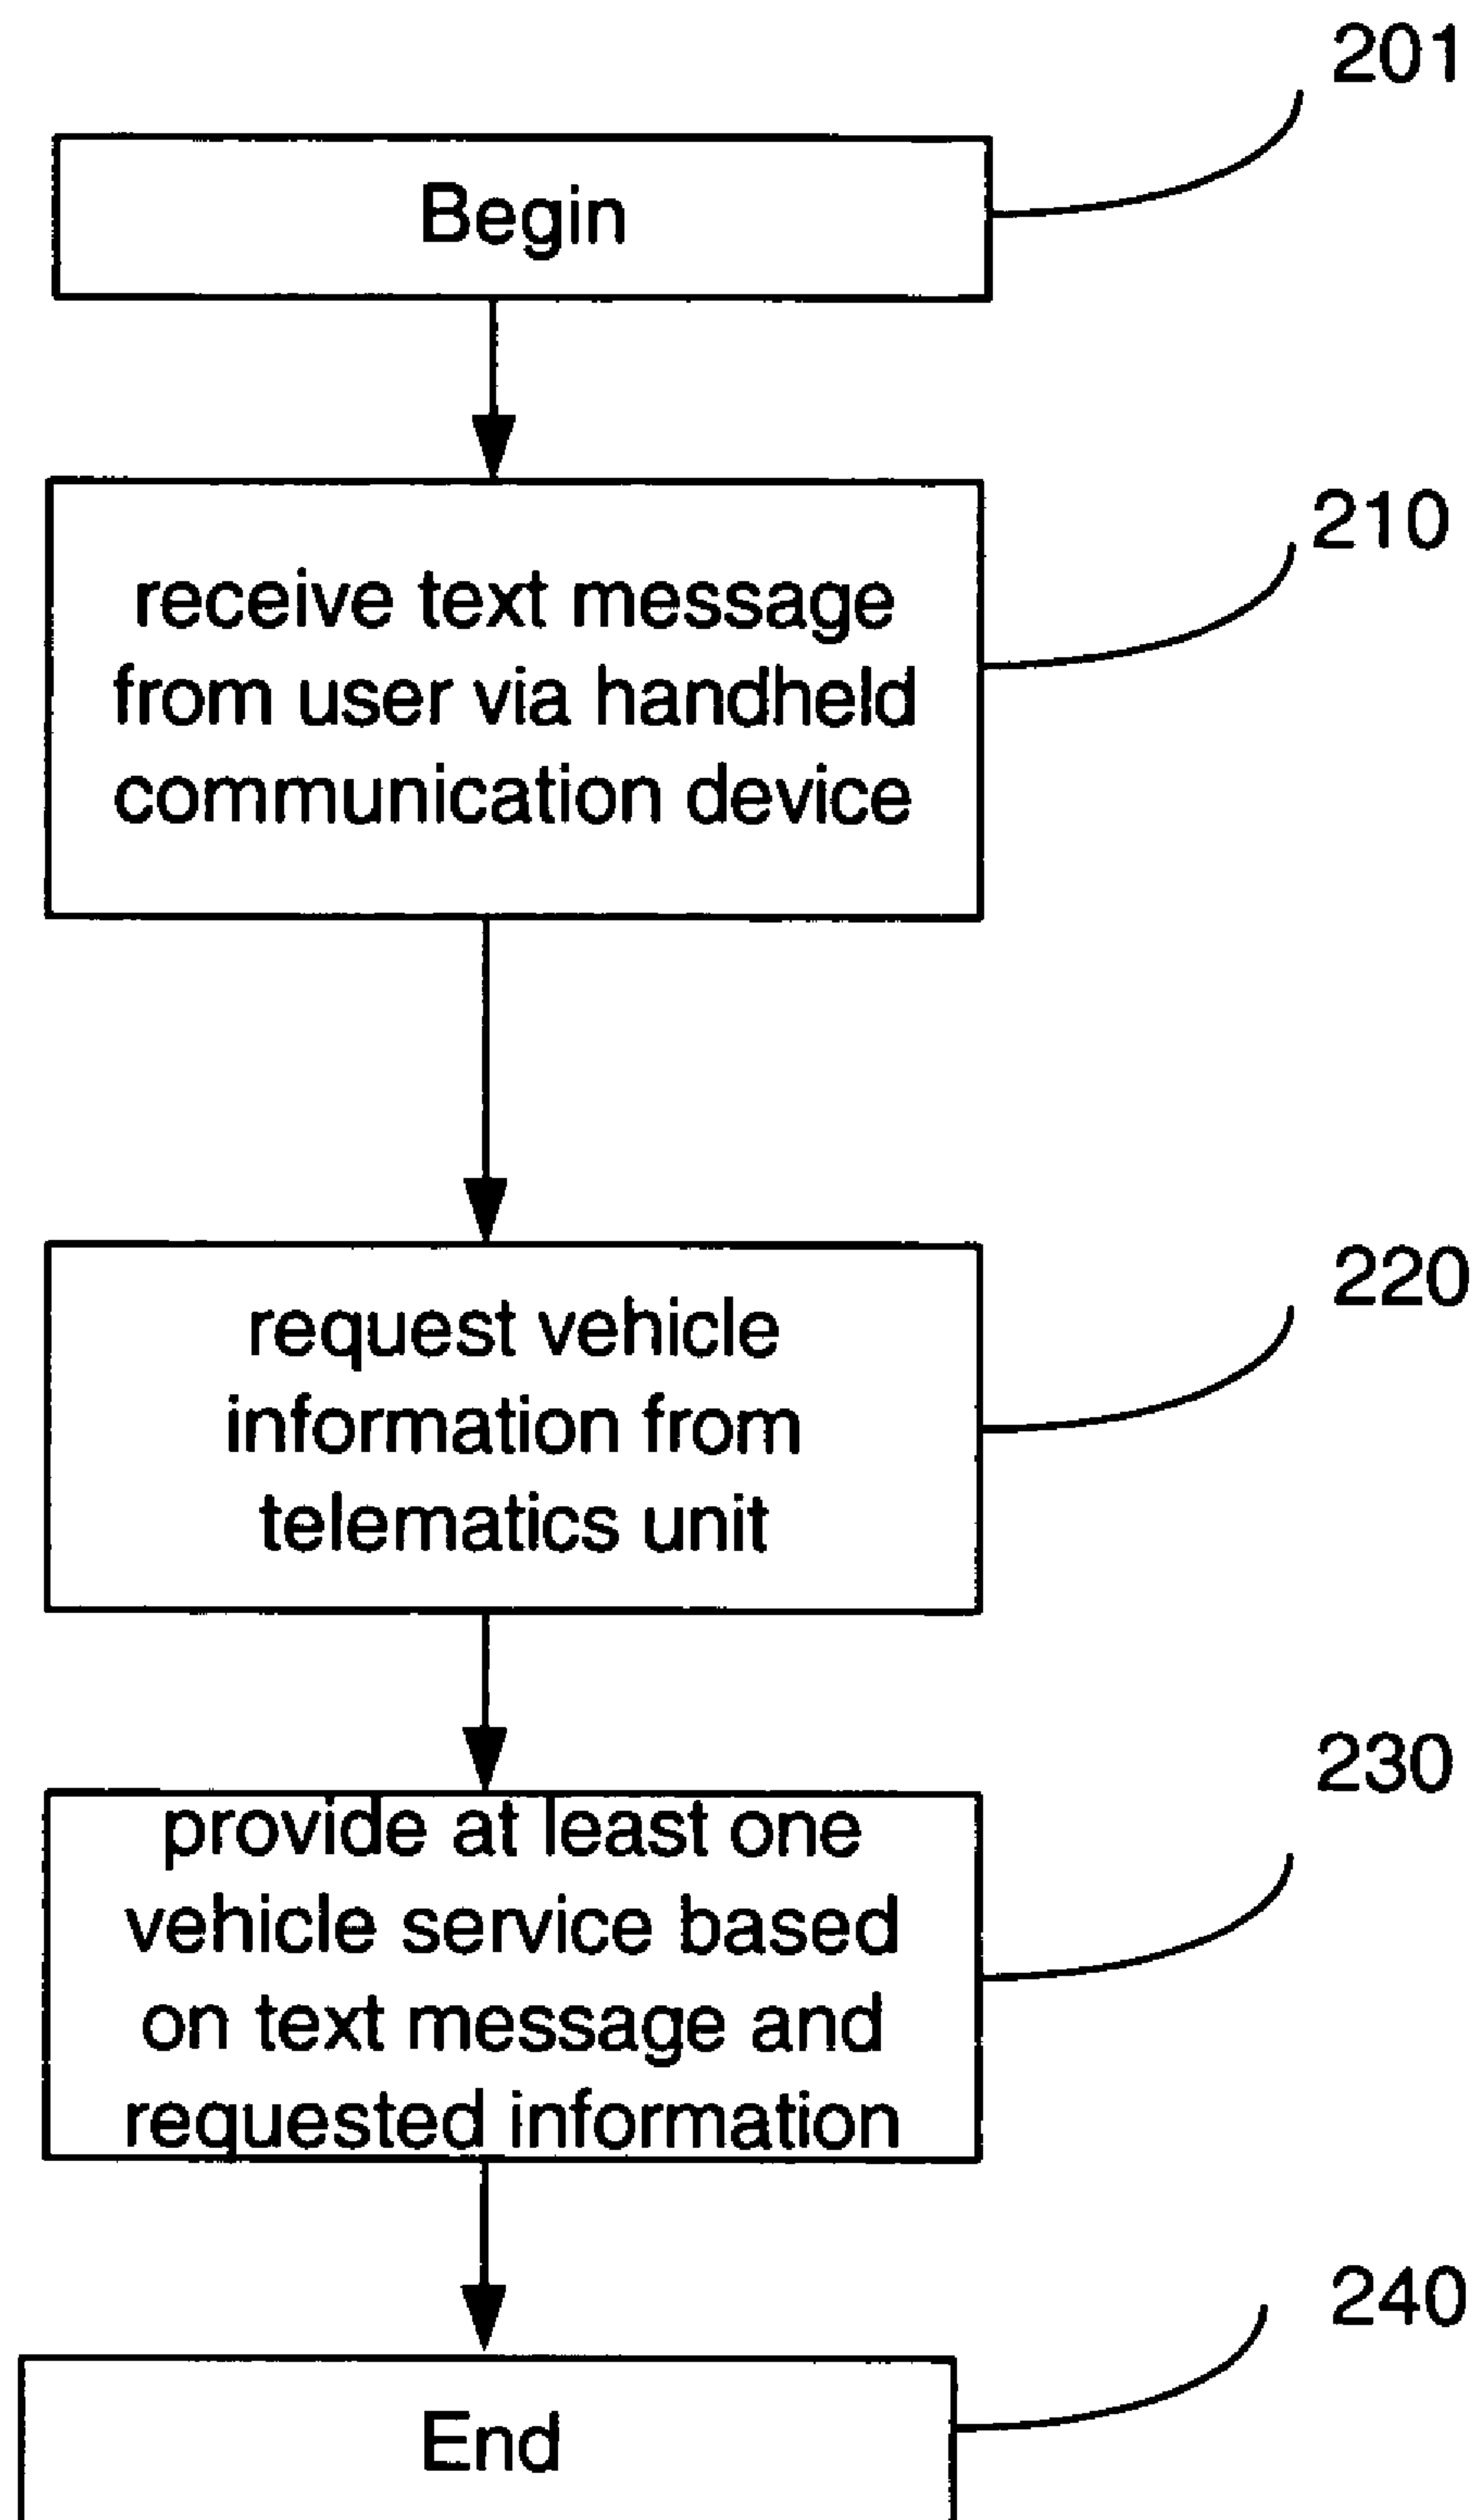 201
Begin
210
receive text message
from user via handheld
communication device
220
request vehicle
information from
telematics unit
230
provide at least one
vehicle service based
on text message and
requested information
240
End